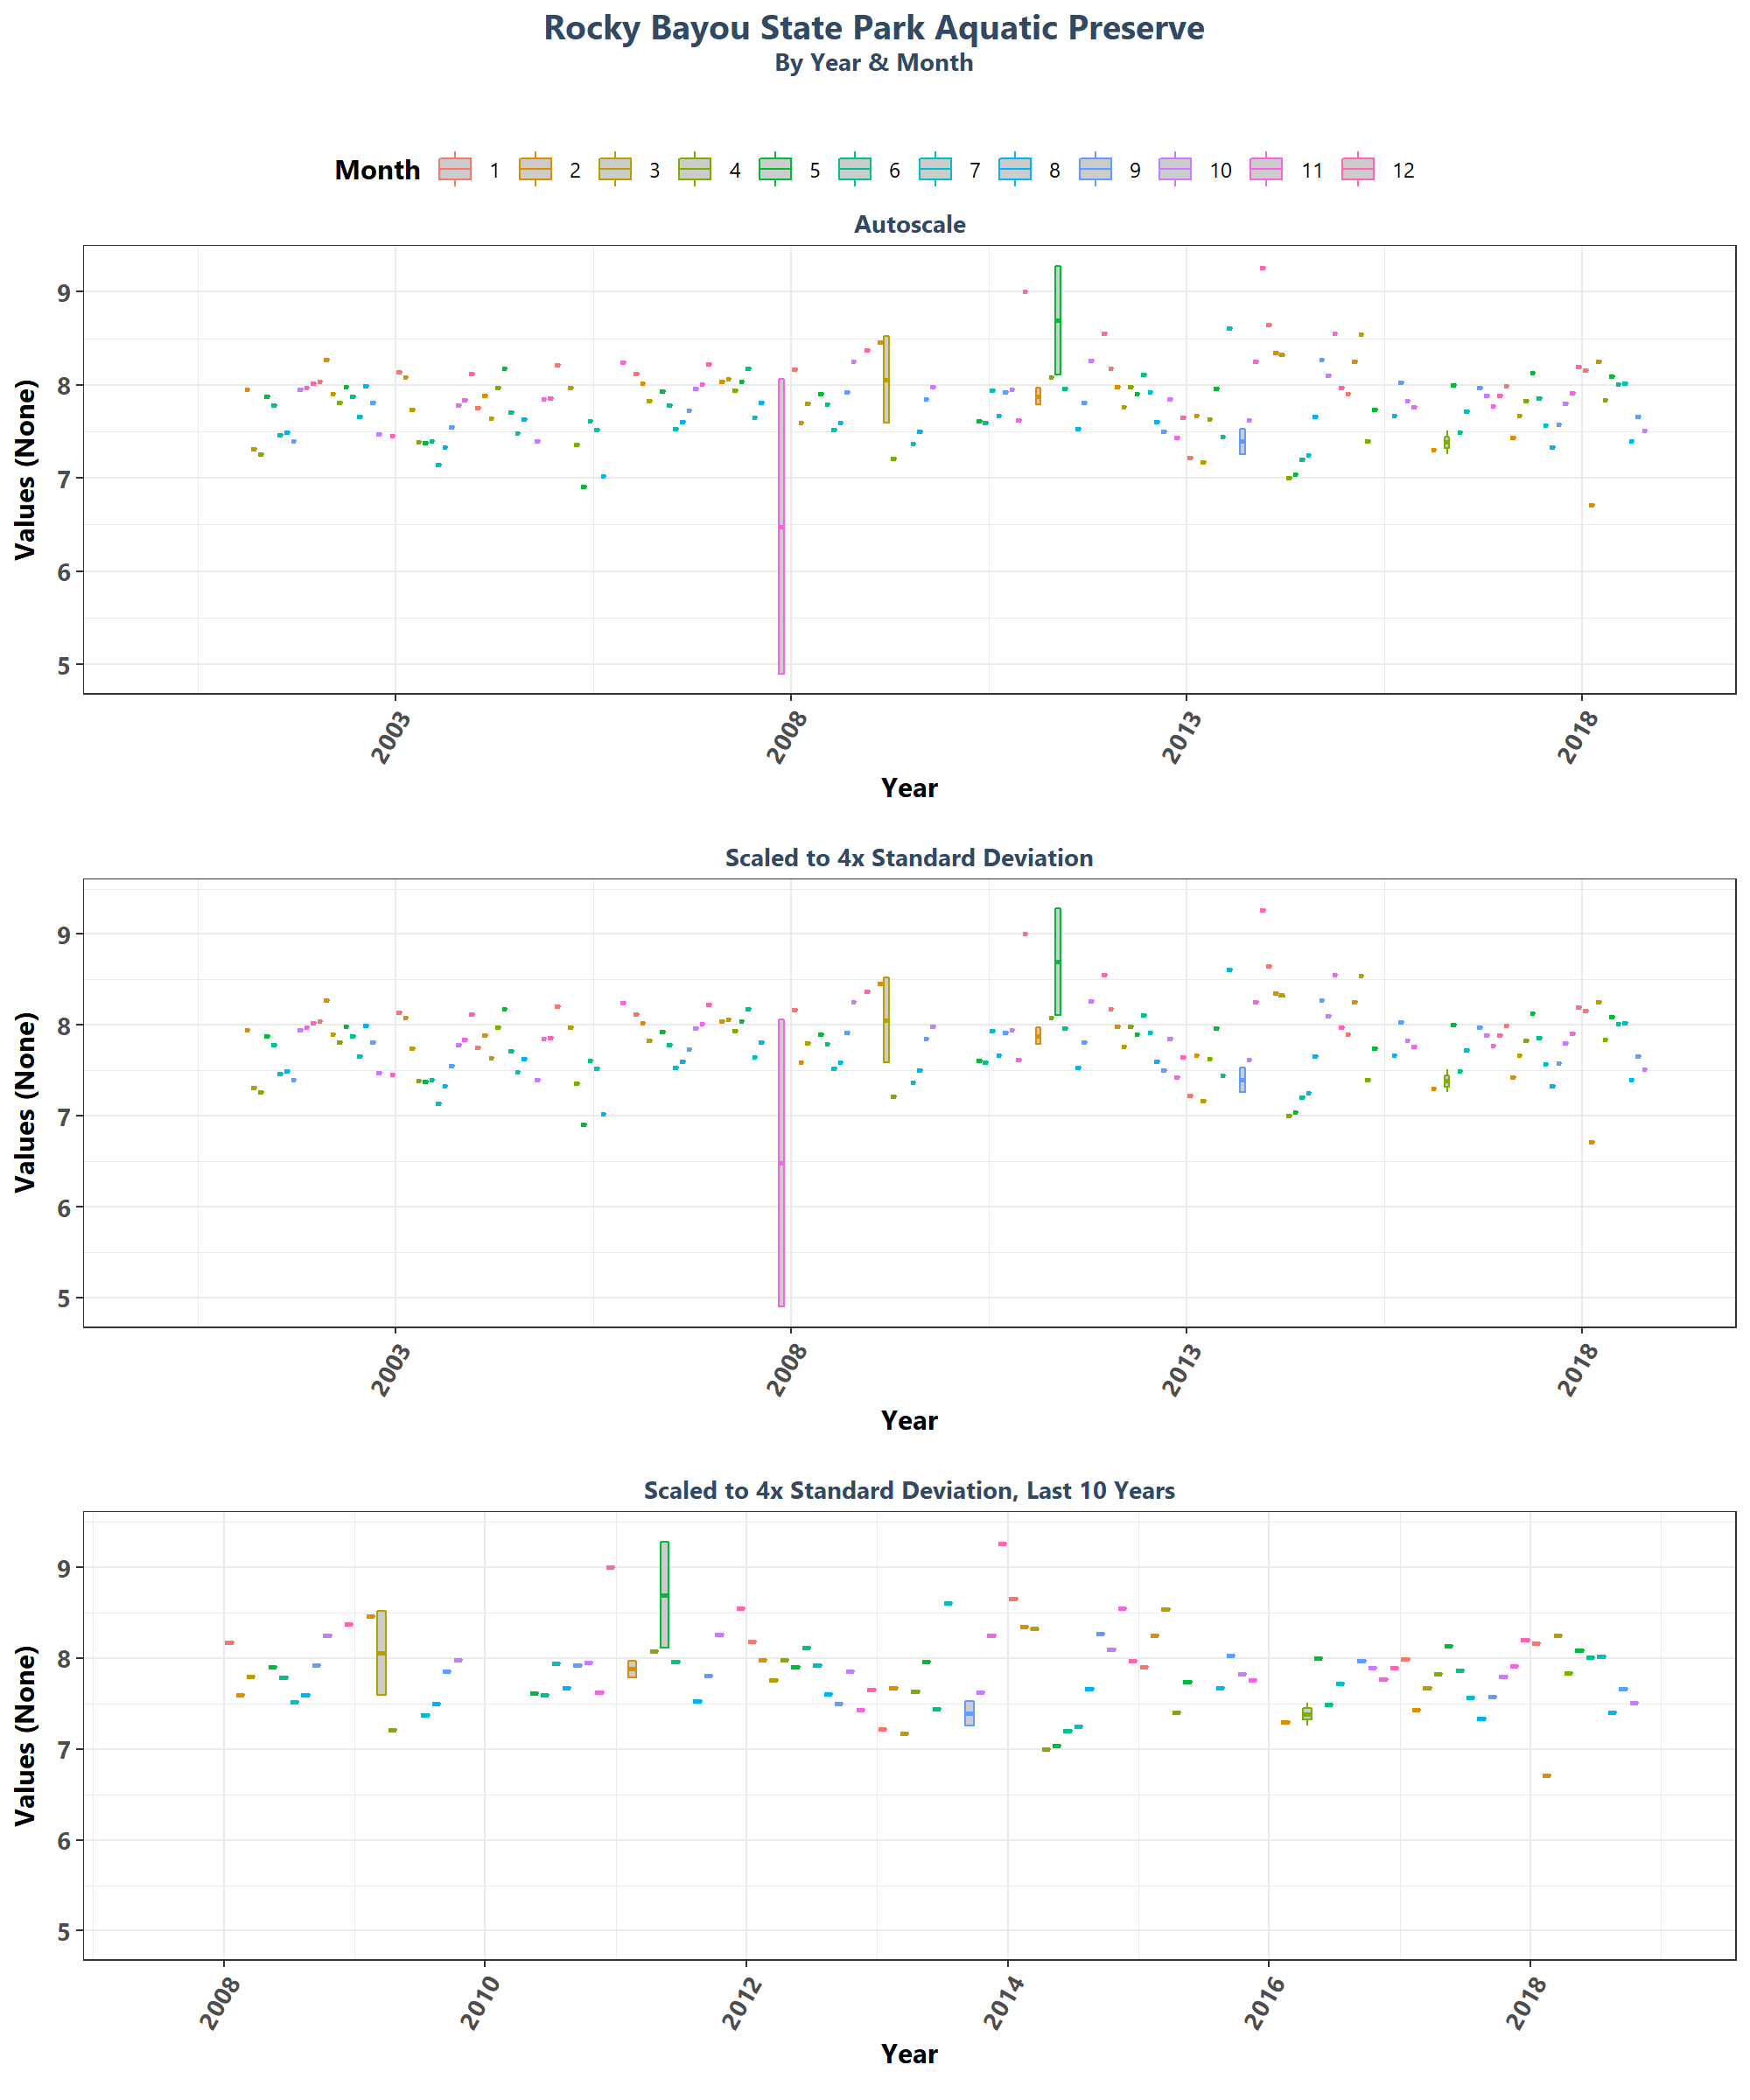 Rocky Bayou State Park Aquatic Preserve
By Year & Month
Month 1 2 3 4 5 6 7 8 9 10 11 12
Autoscale
Values (None)
9
8
7
6
5
2003 2008 2013 2018
Year
Scaled to 4x Standard Deviation
Values (None)
9
8
7
6
5
2003 2008 2013 2018
Year
Scaled to 4x Standard Deviation, Last 10 Years
Values (None)
9
8
7
6
5
2008 2010 2012 2014 2016 2018
Year